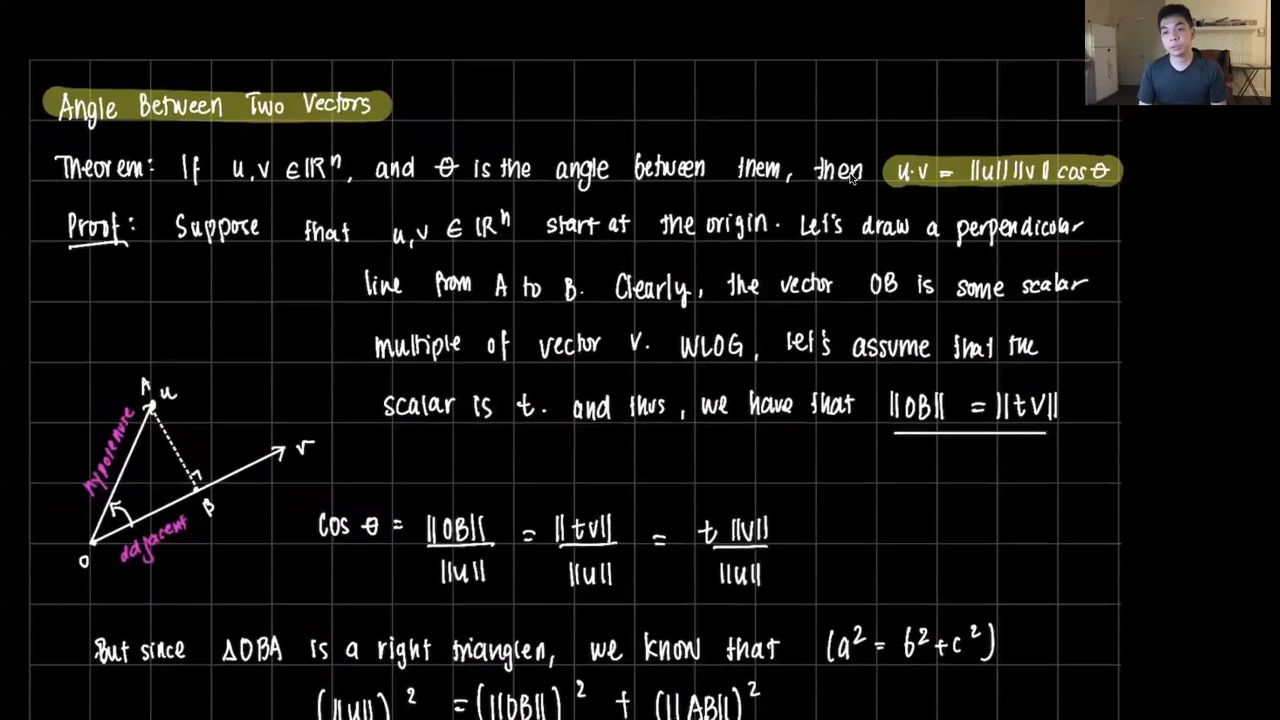 Angle Between Two Vectors
Theorem: If u,v ∈ ℝⁿ, and θ is the angle between them, then u·v = ||u|| ||v|| cos θ
Proof: Suppose that u,v ∈ ℝⁿ start at the origin. Let's draw a perpendicular
line from A to B. Clearly, the vector OB is some scalar
multiple of vector v. WLOG, let's assume that the
scalar is t. and thus, we have that ||OB|| = ||tv||
A u
hypotenuse
v
B
adjacent
O
cos θ = ||OB|| / ||u|| = ||tv|| / ||u|| = t ||v|| / ||u||
But since ΔOBA is a right trianglen, we know that (a² = b² + c²)
(||u||)² = (||OB||)² + (||AB||)²